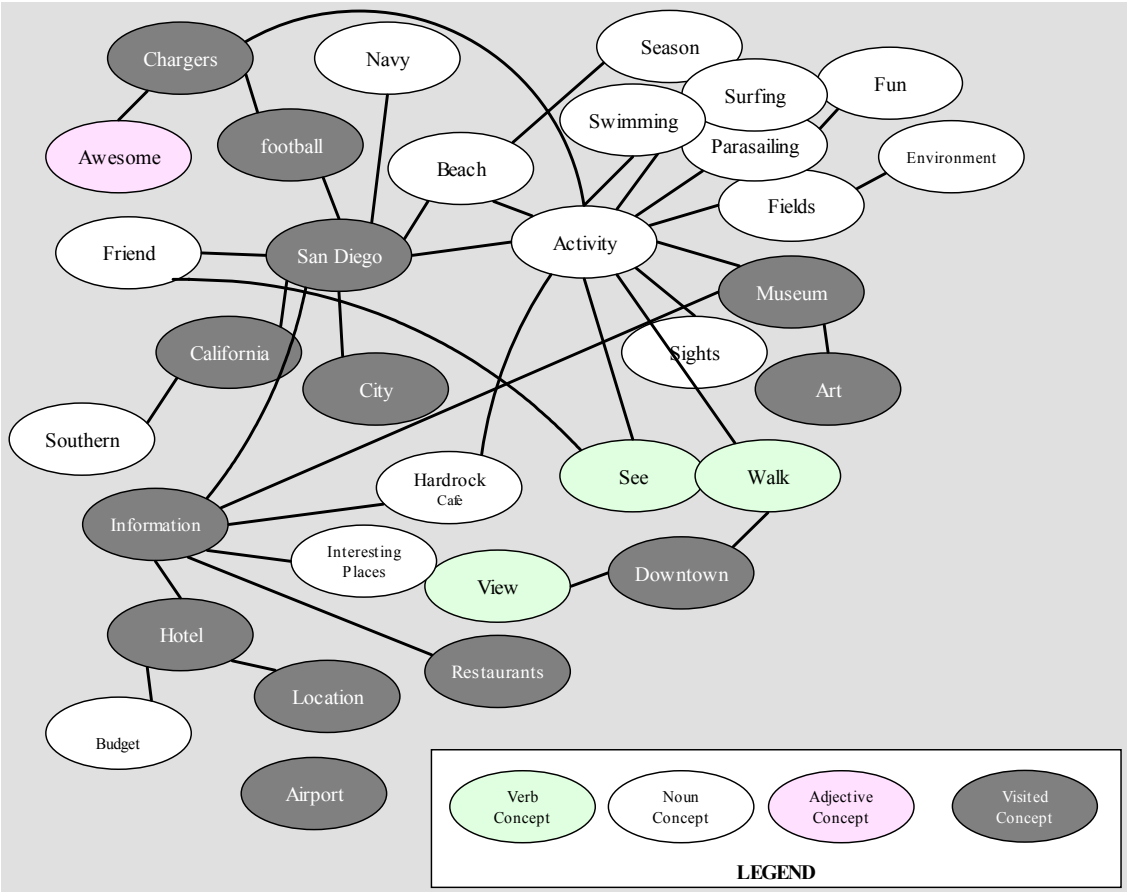 Season
Chargers
Navy
Fun
Surfing
Swimming
football
Parasailing
Awesome
Beach
Environment
Fields
Activity
Friend
San Diego
Museum
California
Sights
City
Art
Southern
Hardrock
Cafe
See
Walk
Information
Interesting
Places
View
Downtown
Hotel
Restaurants
Location
Budget
Airport
Verb
Concept
Noun
Concept
Adjective
Concept
Visited
Concept
LEGEND